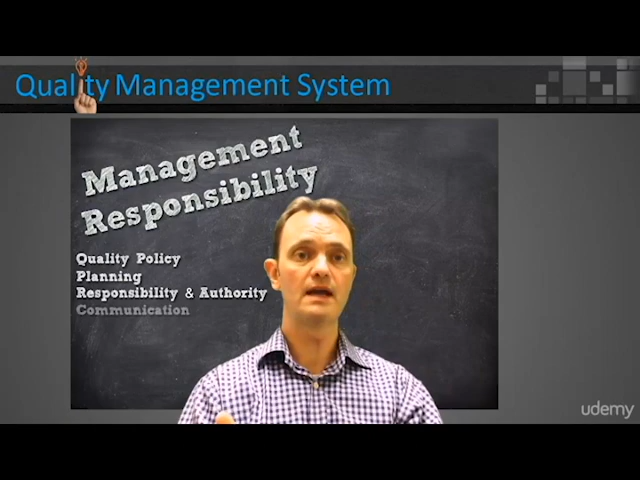 Quality Management System
Management
Responsibility
Quality Policy
Planning
Responsibility & Authority
Communication
udemy